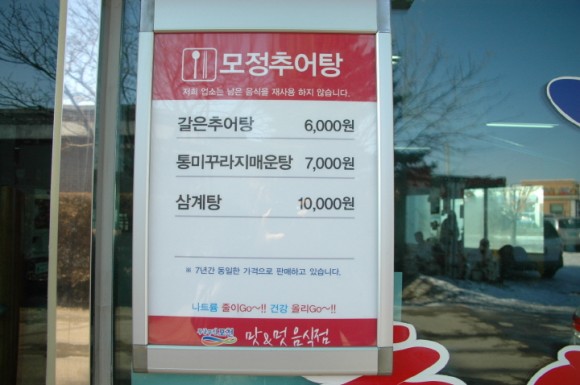 모정추어탕
저희 업소는 남은 음식을 재사용 하지 않습니다.
갈은추어탕 6,000원
통미꾸라지매운탕 7,000원
삼계탕 10,000원
※ 7년간 동일한 가격으로 판매하고 있습니다.
나트륨 줄이Go~!! 건강 올리Go~!!
맛&멋 음식점